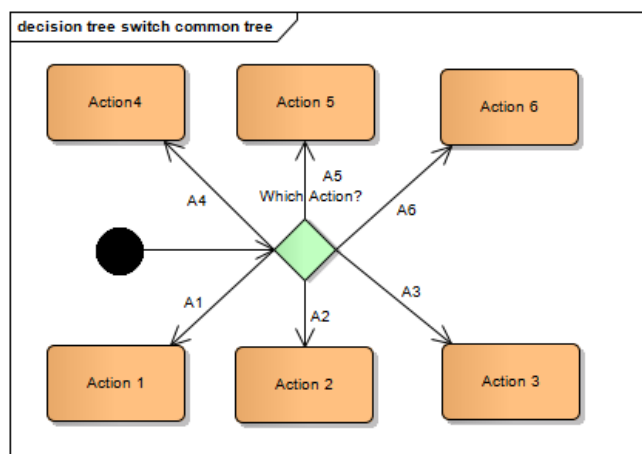 decision tree switch common tree
Action4
Action 5
Action 6
A5
Which Action?
A4
A6
A1
A2
A3
Action 1
Action 2
Action 3